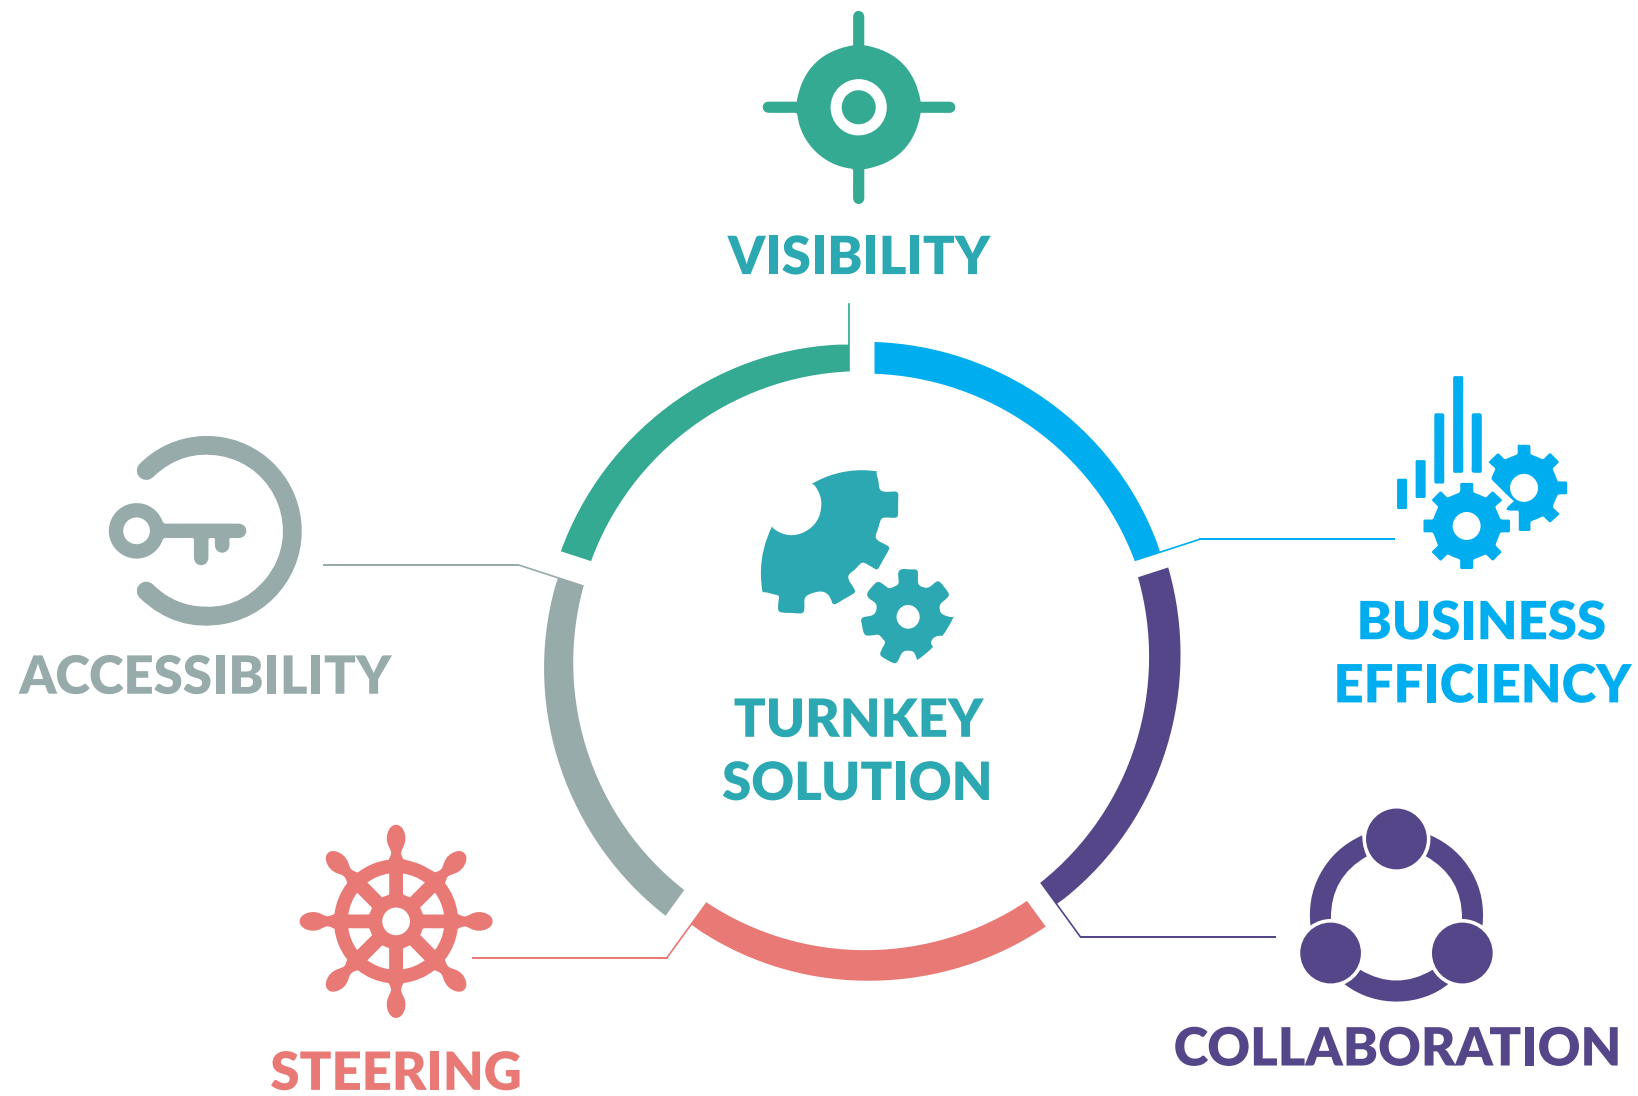 VISIBILITY
ACCESSIBILITY
BUSINESS
EFFICIENCY
TURNKEY
SOLUTION
STEERING
COLLABORATION